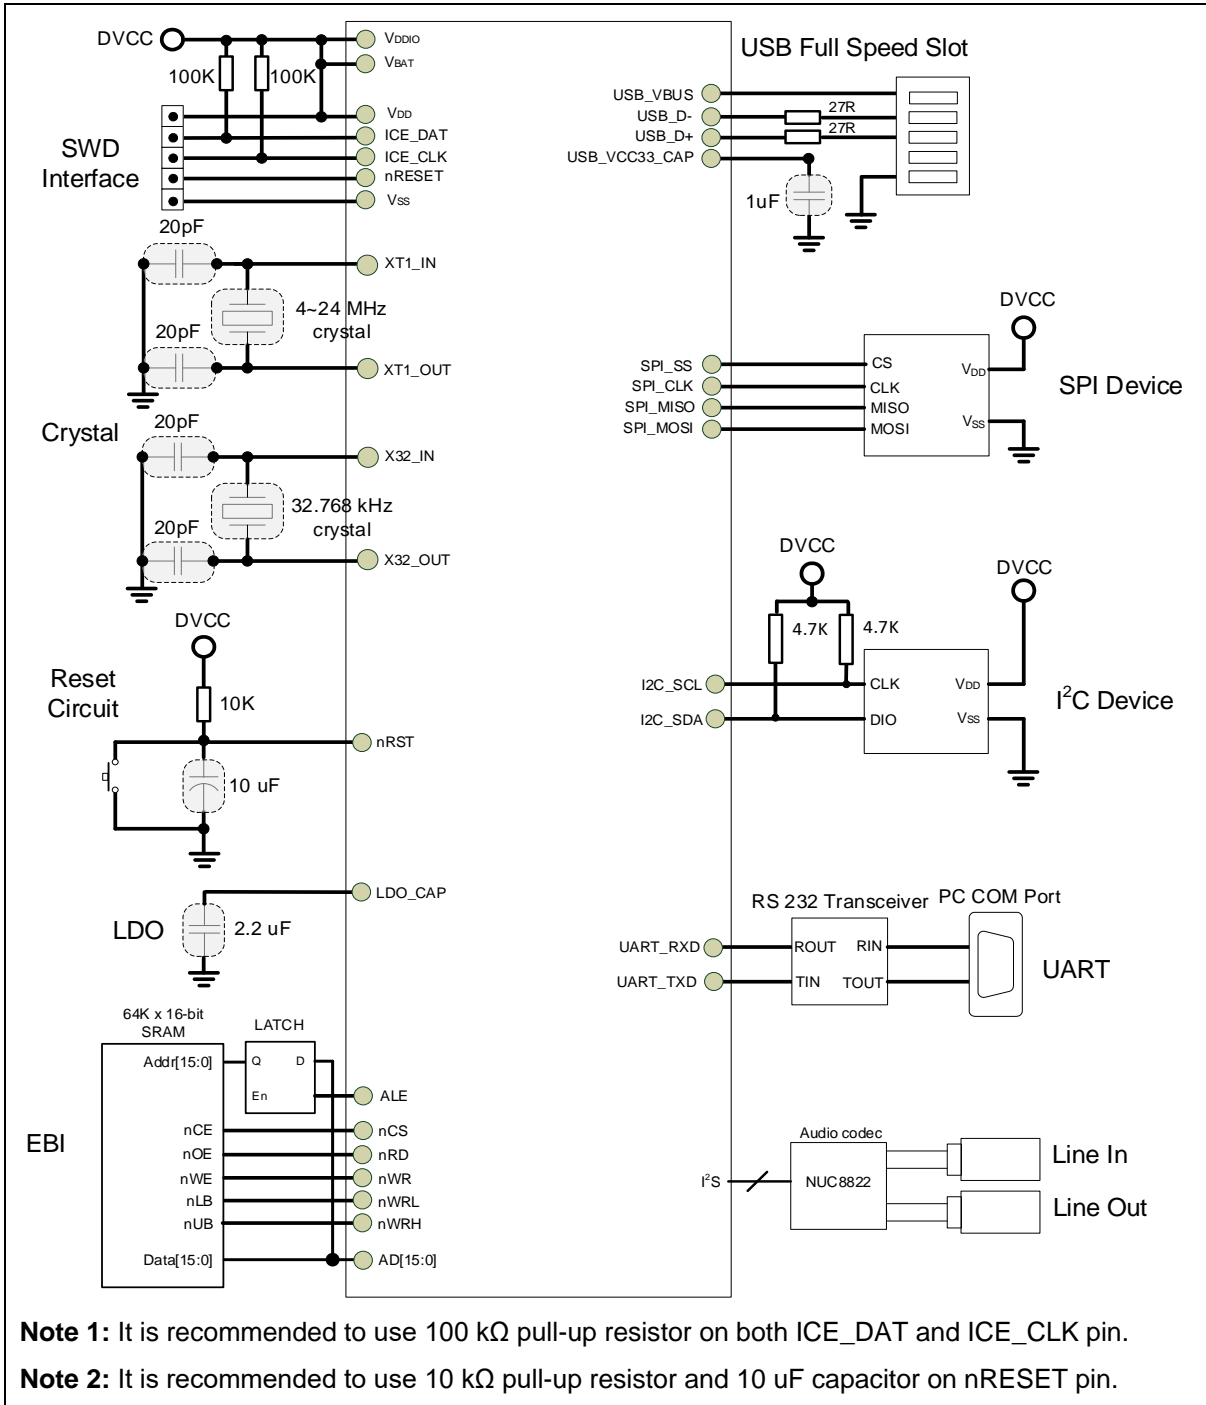 DVCC
100K
100K
VDDIO
VBAT
VDD
ICE_DAT
ICE_CLK
nRESET
VSS
SWD
Interface
20pF
XT1_IN
4~24 MHz
crystal
20pF
XT1_OUT
Crystal
20pF
X32_IN
32.768 kHz
crystal
20pF
X32_OUT
DVCC
Reset
Circuit
10K
nRST
10 uF
LDO_CAP
LDO
2.2 uF
64K x 16-bit
SRAM
LATCH
Addr[15:0]
Q
D
En
ALE
EBI
nCE
nCS
nOE
nRD
nWE
nWR
nLB
nWRL
nUB
nWRH
Data[15:0]
AD[15:0]
USB Full Speed Slot
USB_VBUS
USB_D-
27R
USB_D+
27R
USB_VCC33_CAP
1uF
DVCC
SPI_SS
CS
SPI_CLK
CLK
SPI_MISO
MISO
SPI_MOSI
MOSI
VDD
VSS
SPI Device
DVCC
DVCC
4.7K
4.7K
I2C_SCL
CLK
VDD
I2C_SDA
DIO
VSS
I²C Device
RS 232 Transceiver
PC COM Port
UART_RXD
ROUT
RIN
UART_TXD
TIN
TOUT
UART
Audio codec
I²S
NUC8822
Line In
Line Out
Note 1: It is recommended to use 100 kΩ pull-up resistor on both ICE_DAT and ICE_CLK pin.
Note 2: It is recommended to use 10 kΩ pull-up resistor and 10 uF capacitor on nRESET pin.